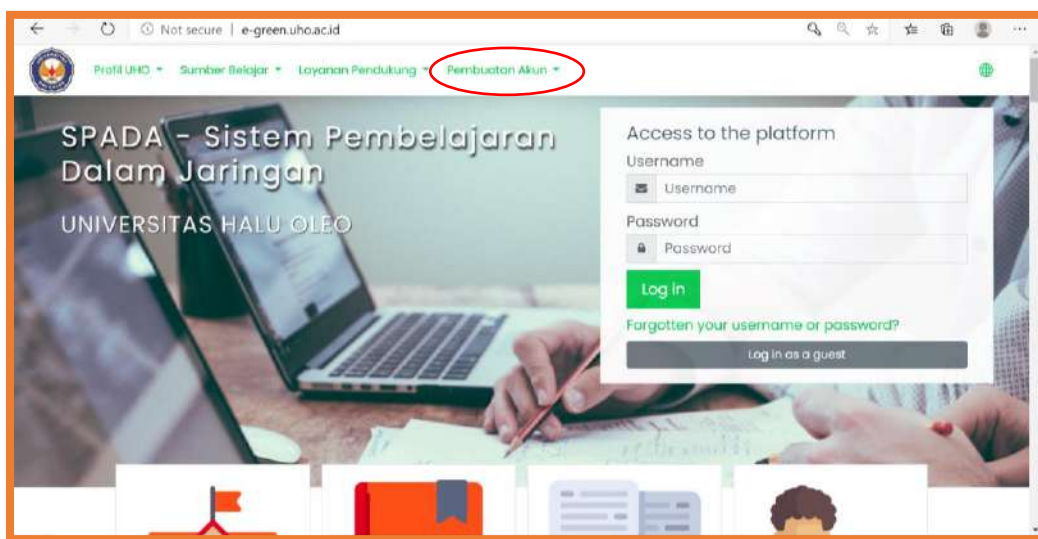 Not secure | e-green.uho.ac.id
Profil UHO Sumber Belajar Layanan Pendukung Pembuatan Akun
SPADA - Sistem Pembelajaran
Dalam Jaringan
UNIVERSITAS HALU OLEO
Access to the platform
Username
Username
Password
Password
Log in
Forgotten your username or password?
Log in as a guest